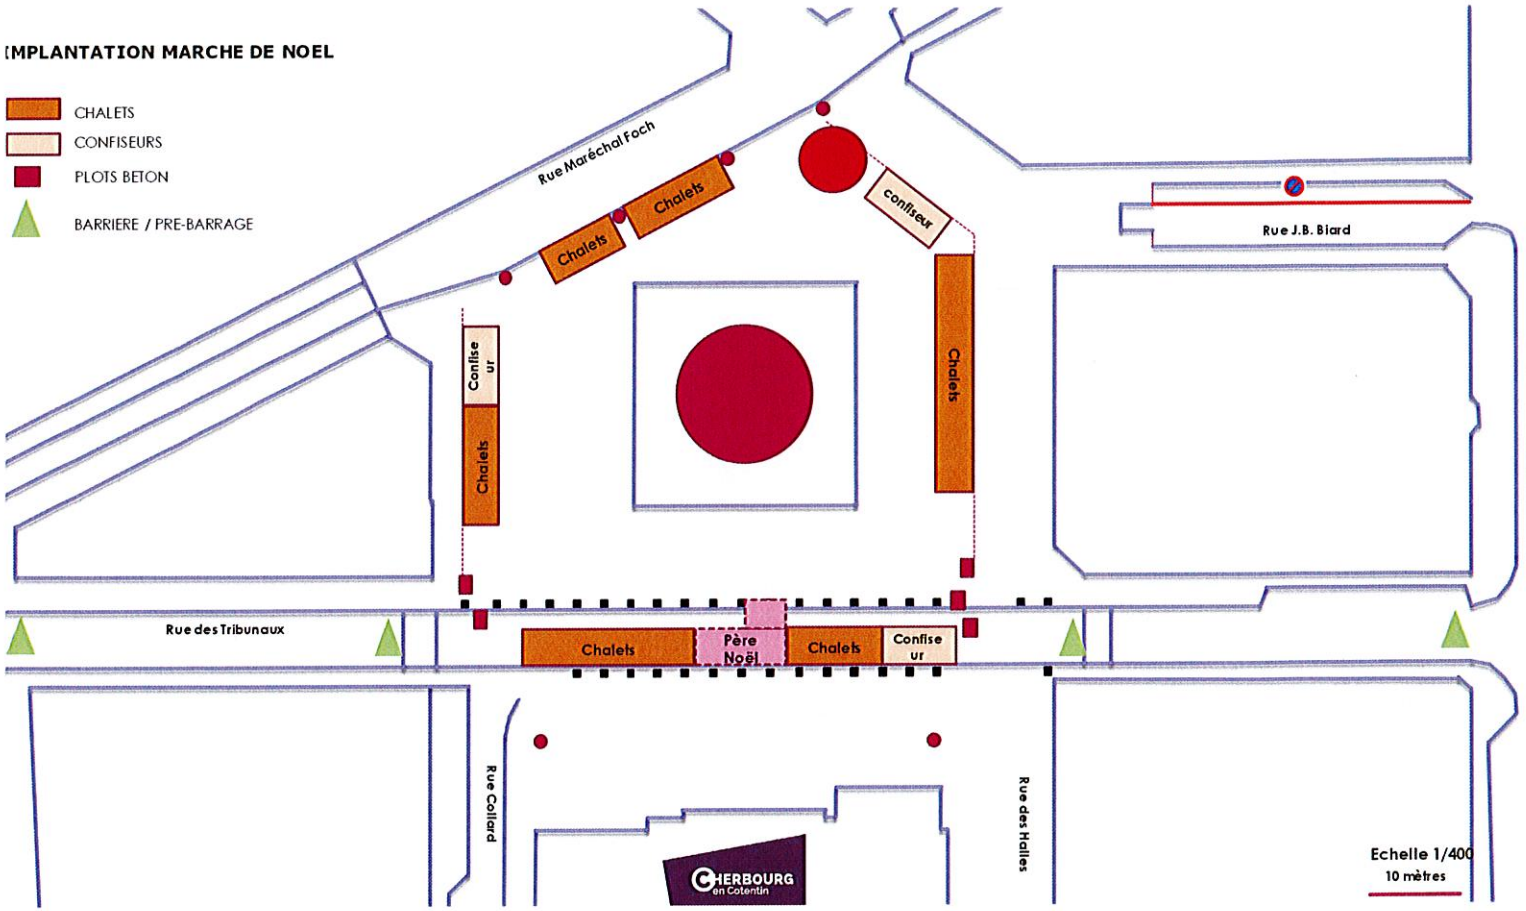 IMPLANTATION MARCHE DE NOEL
CHALETS
CONFISEURS
PLOTS BETON
BARRIERE / PRE-BARRAGE
Rue Maréchal Foch
Chalets
Chalets
confiseur
Rue J.B. Biard
Confise
ur
Chalets
Chalets
Rue des Tribunaux
Chalets
Père
Noël
Chalets
Confise
ur
Rue Collard
Rue des Halles
CHERBOURG
en Cotentin
Echelle 1/400
10 mètres